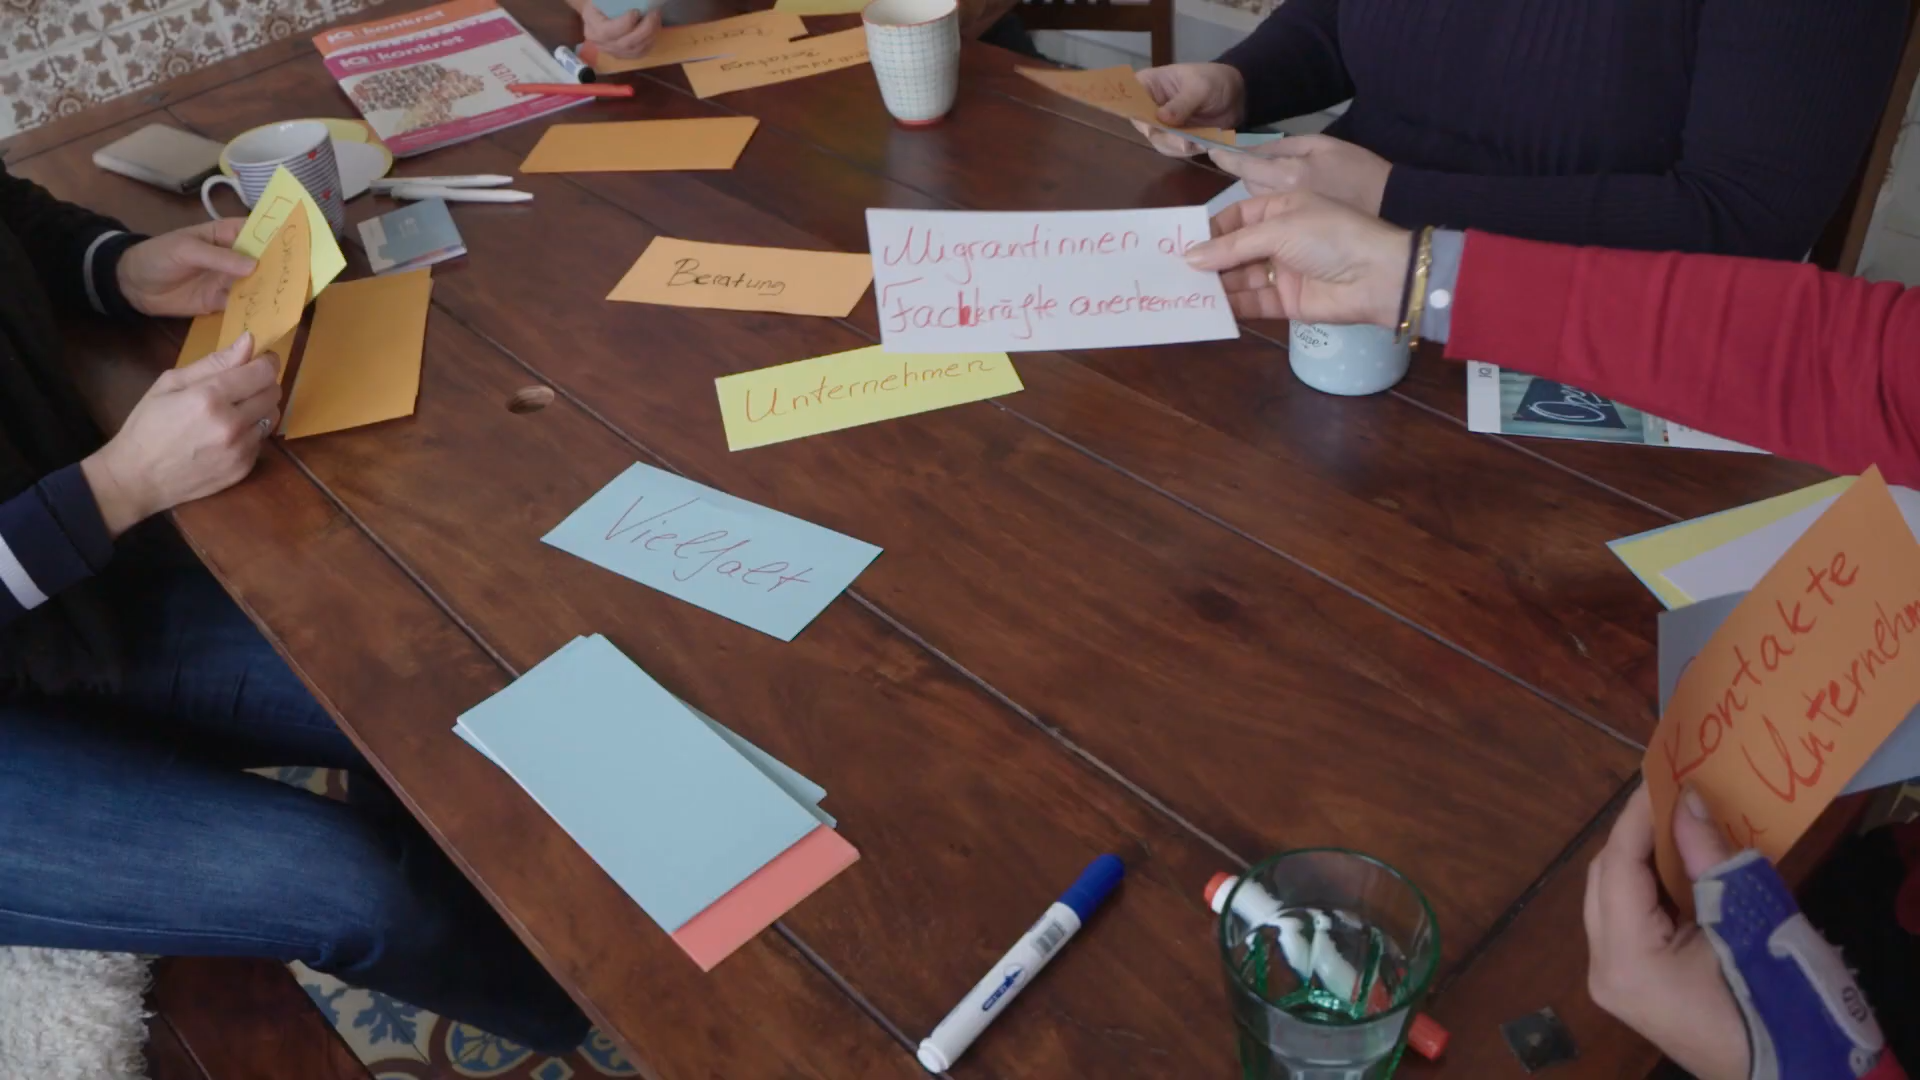 IQ konkret
IQ konkret
Beratung
Migrantinnen als
Fachkräfte anerkennen
Unternehmen
Vielfalt
Kontakte
Unternehm